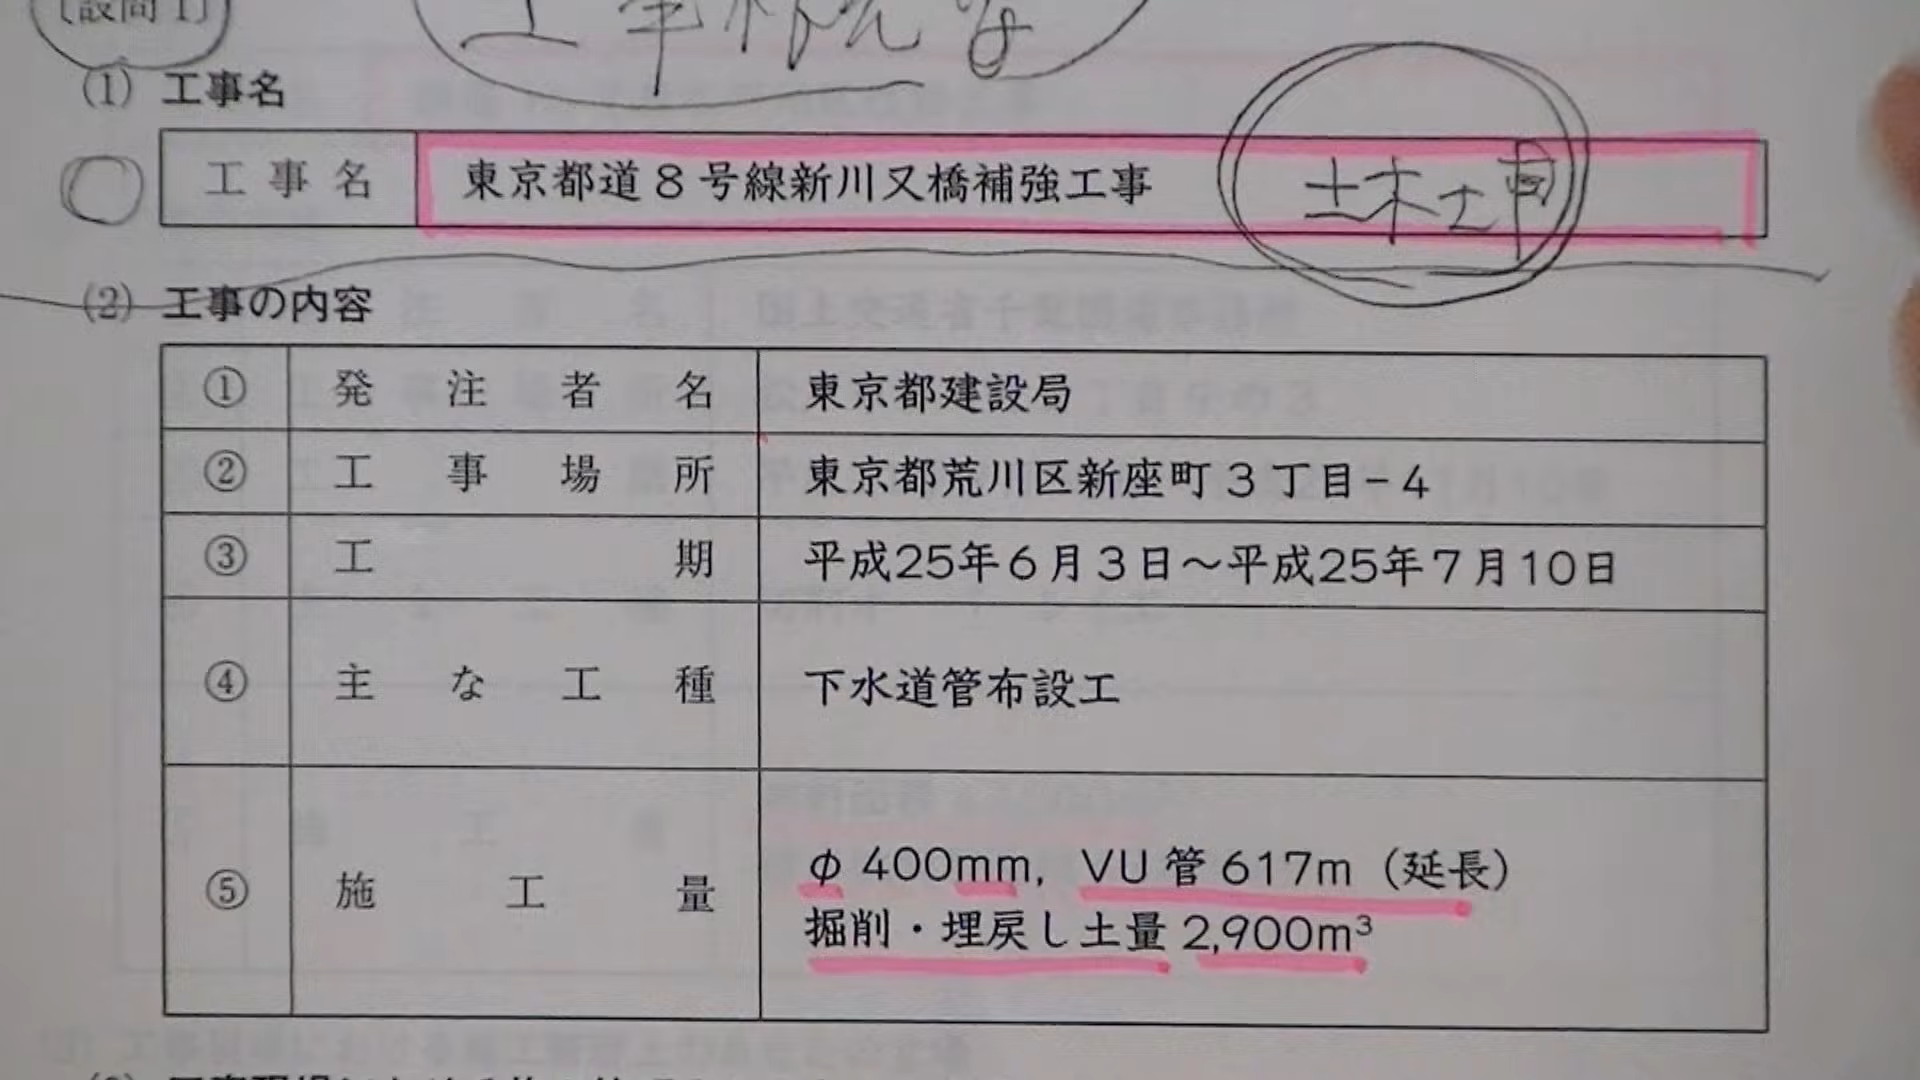 〔設問1〕
工事概要
(1) 工事名
工事名 東京都道8号線新川又橋補強工事 土木工事
(2) 工事の内容
① 発注者名 東京都建設局
② 工事場所 東京都荒川区新座町3丁目-4
③ 工期 平成25年6月3日～平成25年7月10日
④ 主な工種 下水道管布設工
⑤ 施工量 φ400mm, VU管617m（延長）
掘削・埋戻し土量2,900m³